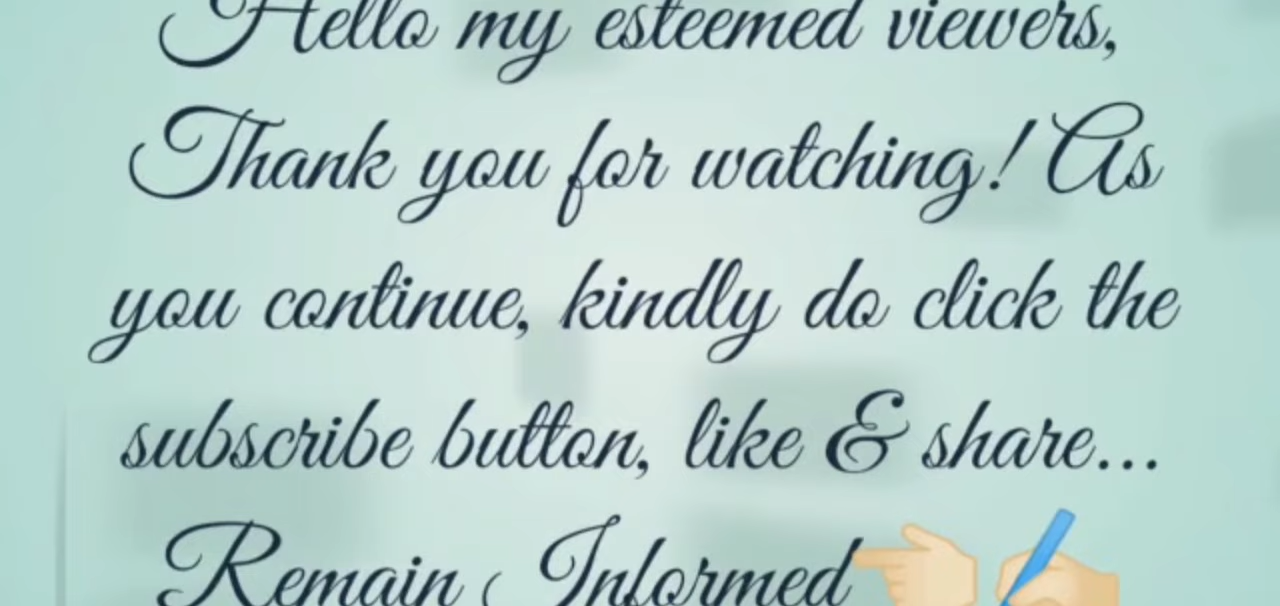 Hello my esteemed viewers,
Thank you for watching! As
you continue, kindly do click the
subscribe button, like & share...
Remain Informed👈🏻✍🏻